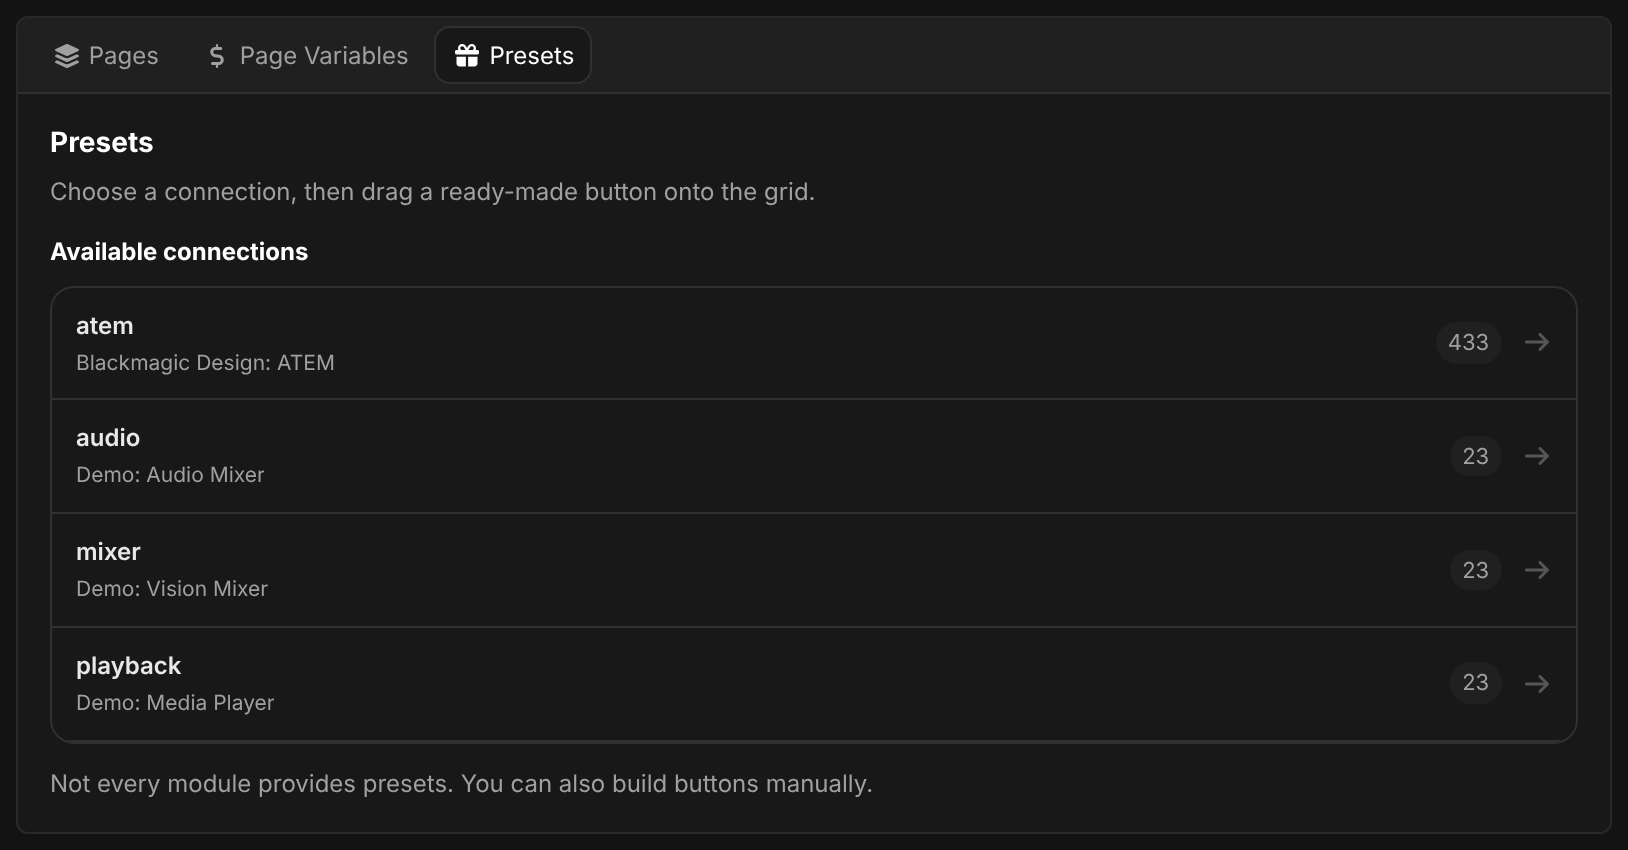 Pages
Page Variables
Presets
Presets
Choose a connection, then drag a ready-made button onto the grid.
Available connections
atem
Blackmagic Design: ATEM
433
audio
Demo: Audio Mixer
23
mixer
Demo: Vision Mixer
23
playback
Demo: Media Player
23
Not every module provides presets. You can also build buttons manually.